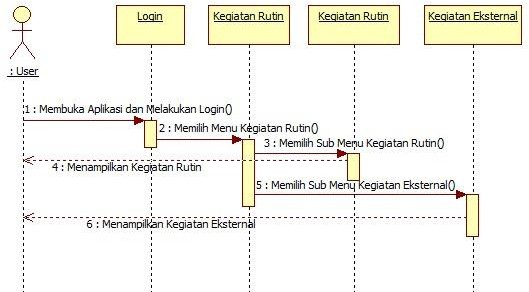 Login
Kegiatan Rutin
Kegiatan Rutin
Kegiatan Eksternal
: User
1 : Membuka Aplikasi dan Melakukan Login()
2 : Memilih Menu Kegiatan Rutin()
3 : Memilih Sub Menu Kegiatan Rutin()
4 : Menampilkan Kegiatan Rutin
5 : Memilih Sub Menu Kegiatan Eksternal()
6 : Menampilkan Kegiatan Eksternal